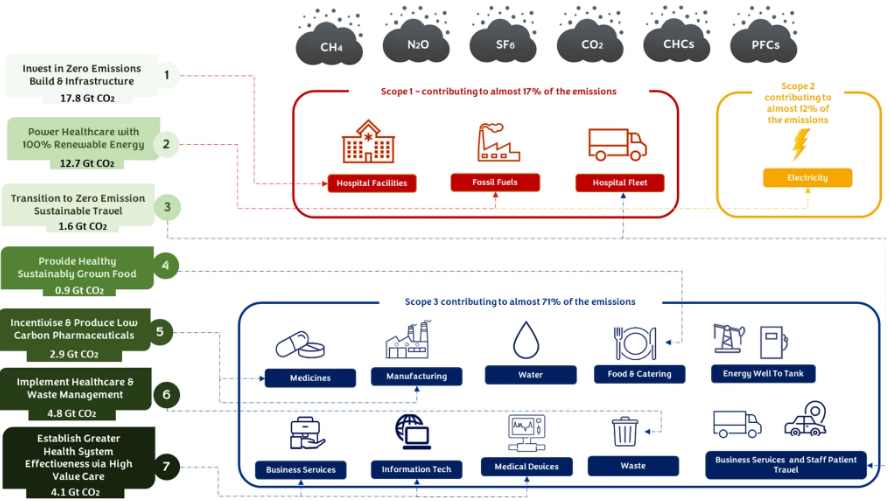 CH4
N2O
SF6
CO2
CHCs
PFCs
Invest in Zero Emissions
Build & Infrastructure
17.8 Gt CO2
1
Power Healthcare with
100% Renewable Energy
12.7 Gt CO2
2
Transition to Zero Emission
Sustainable Travel
1.6 Gt CO2
3
Provide Healthy
Sustainably Grown Food
0.9 Gt CO2
4
Incentivise & Produce Low
Carbon Pharmaceuticals
2.9 Gt CO2
5
Implement Healthcare &
Waste Management
4.8 Gt CO2
6
Establish Greater
Health System
Effectiveness via High
Value Care
4.1 Gt CO2
7
Scope 1 – contributing to almost 17% of the emissions
Hospital Facilities
Fossil Fuels
Hospital Fleet
Scope 2
contributing to
almost 12% of
the emissions
Electricity
Scope 3 contributing to almost 71% of the emissions
Medicines
Manufacturing
Water
Food & Catering
Energy Well To Tank
Business Services
Information Tech
Medical Devices
Waste
Business Services and Staff Patient
Travel